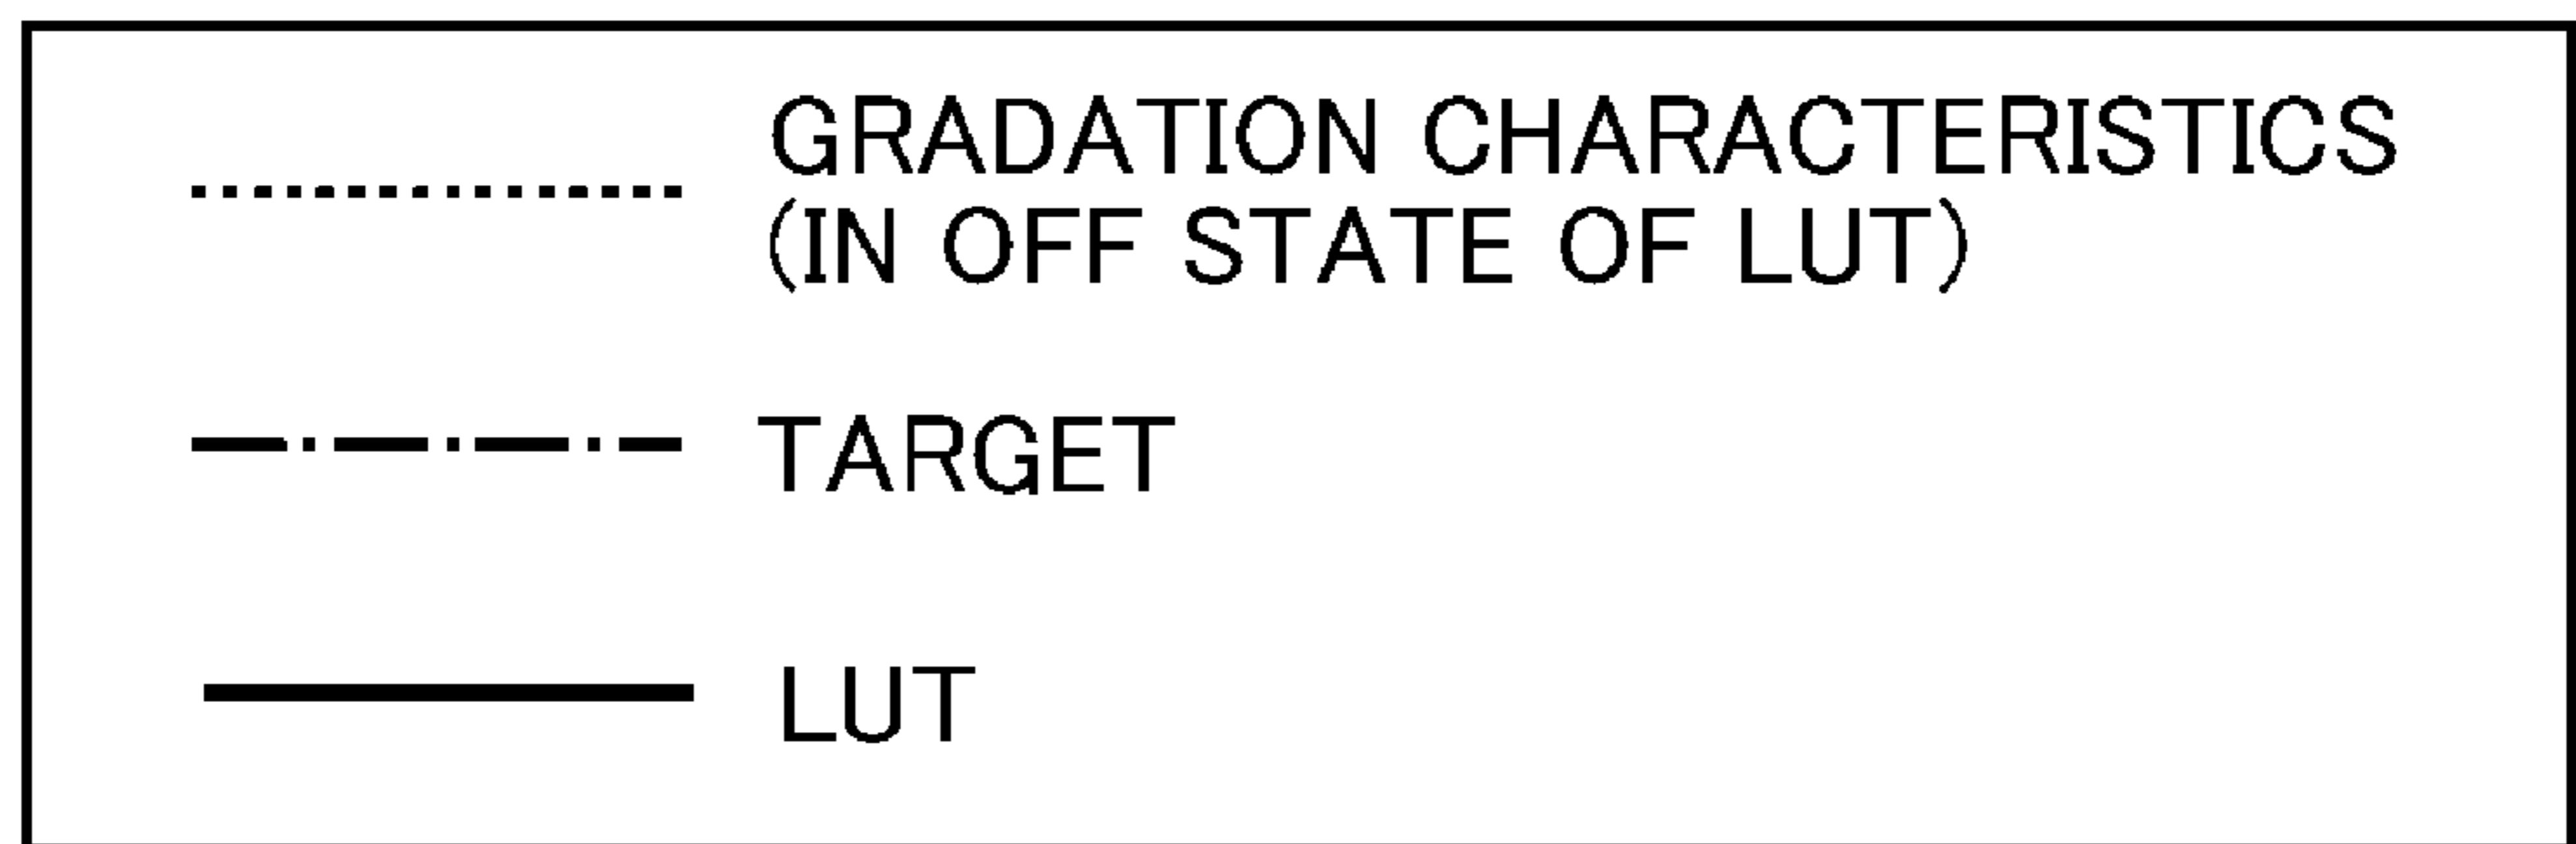 GRADATION CHARACTERISTICS
(IN OFF STATE OF LUT)
TARGET
LUT